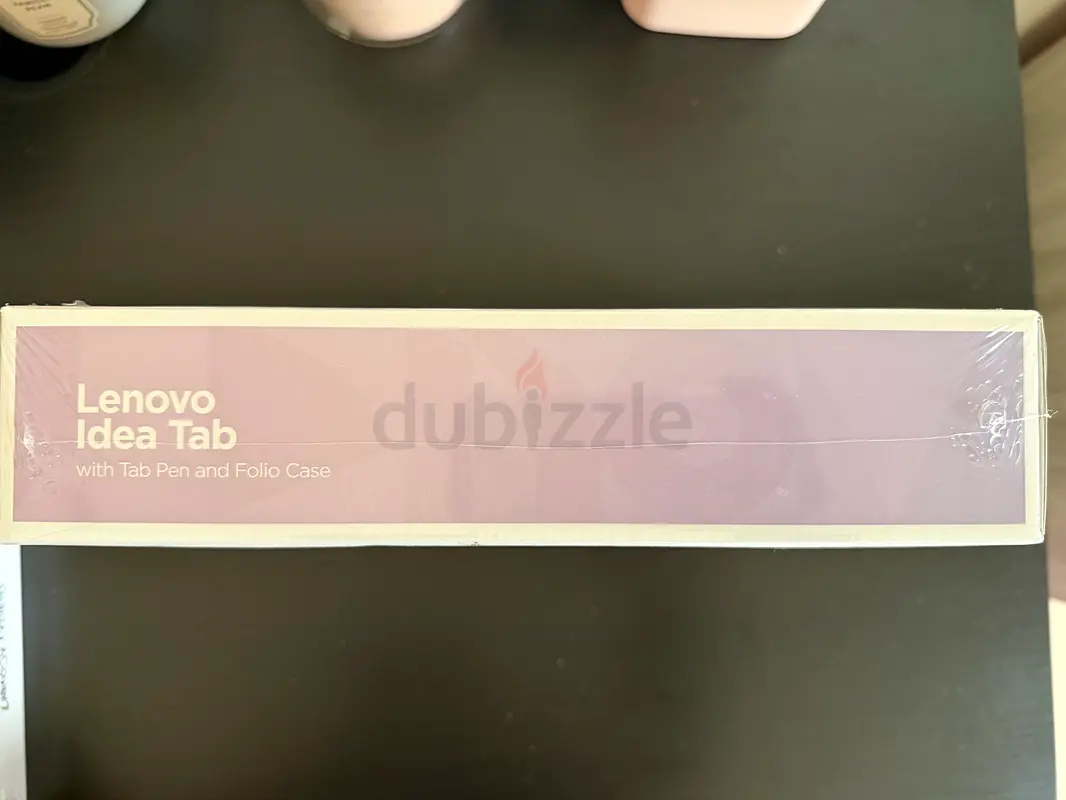 Lenovo
Idea Tab
with Tab Pen and Folio Case
dubizzle